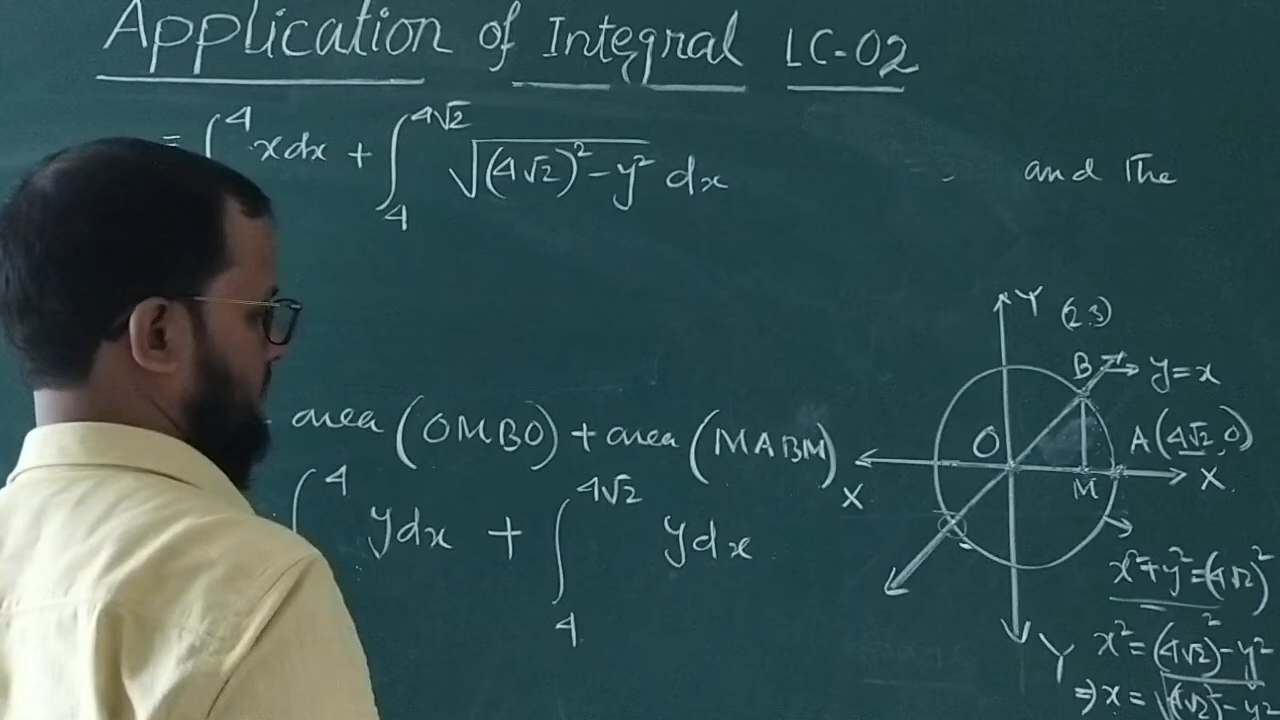 Application of Integral LC-02
= ∫ 4 x dx + ∫₄^{4√2} √((4√2)² - y²) dx
and the
area (OMBO) + area (MABM)
∫ 4 y dx + ∫₄^{4√2} y dx
Y (2,3)
B y=x
O A(4√2, 0)
X M X
x²+y²=(4√2)²
Y x²=(4√2)²-y²
⇒ x = √((4√2)²-y²